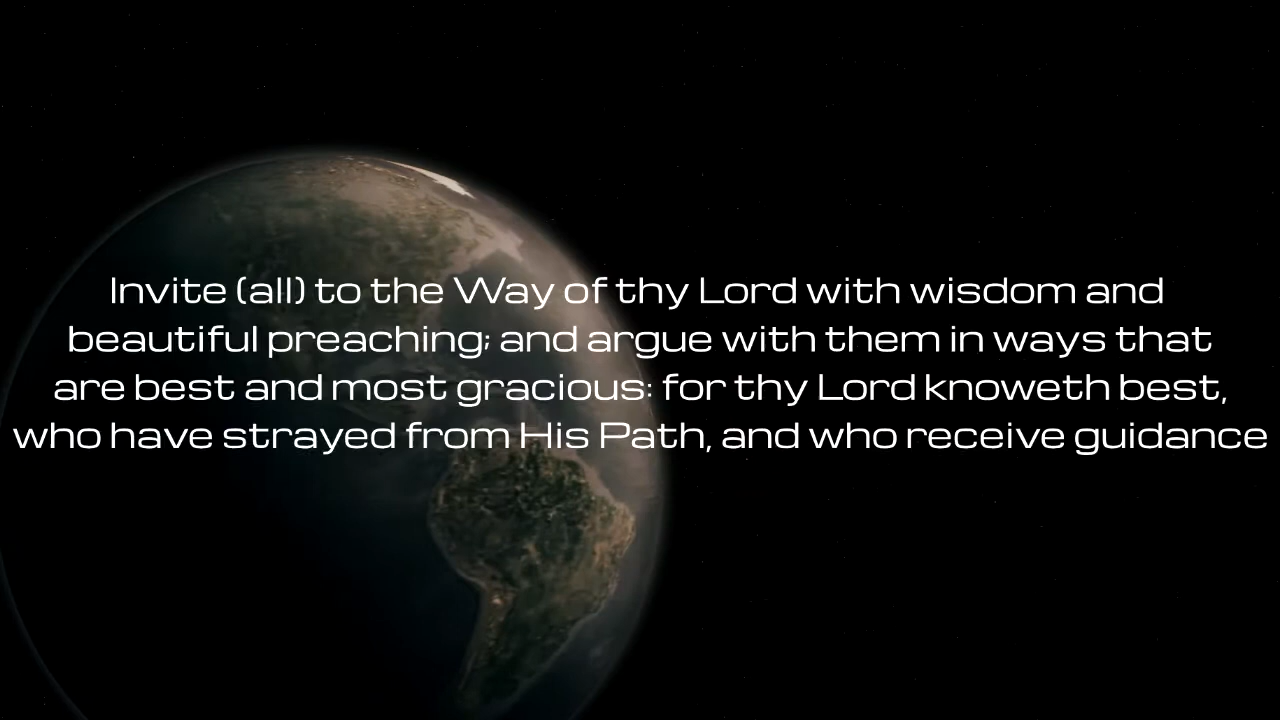 Invite (all) to the Way of thy Lord with wisdom and
beautiful preaching; and argue with them in ways that
are best and most gracious: for thy Lord knoweth best,
who have strayed from His Path, and who receive guidance